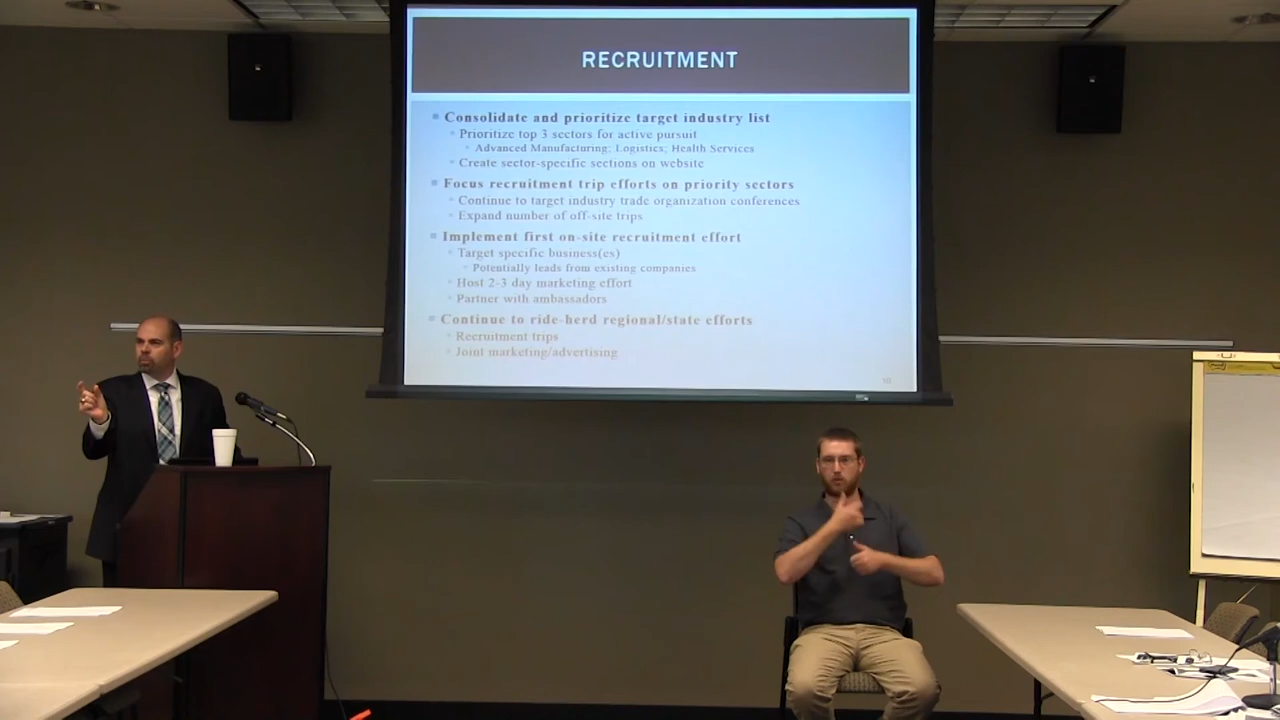 RECRUITMENT
Consolidate and prioritize target industry list
Prioritize top 3 sectors for active pursuit
Advanced Manufacturing; Logistics; Health Services
Create sector-specific sections on website
Focus recruitment trip efforts on priority sectors
Continue to target industry trade organization conferences
Expand number of off-site trips
Implement first on-site recruitment effort
Target specific business(es)
Potentially leads from existing companies
Host 2-3 day marketing effort
Partner with ambassadors
Continue to ride-herd regional/state efforts
Recruitment trips
Joint marketing/advertising
10